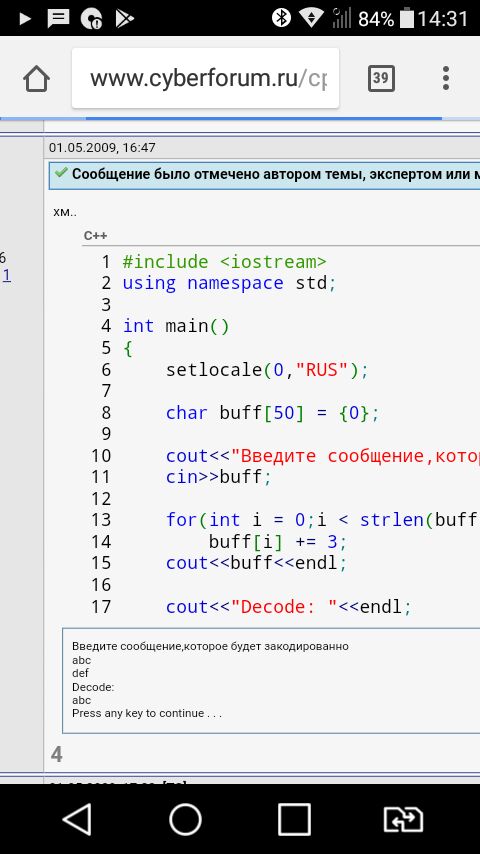 84% 14:31
www.cyberforum.ru/cp
39
01.05.2009, 16:47
Сообщение было отмечено автором темы, экспертом или м
хм..
6
1
C++
1 #include <iostream>
2 using namespace std;
3
4 int main()
5 {
6 setlocale(0,"RUS");
7
8 char buff[50] = {0};
9
10 cout<<"Введите сообщение,котор
11 cin>>buff;
12
13 for(int i = 0;i < strlen(buff
14 buff[i] += 3;
15 cout<<buff<<endl;
16
17 cout<<"Decode: "<<endl;
Введите сообщение,которое будет закодированно
abc
def
Decode:
abc
Press any key to continue . . .
4